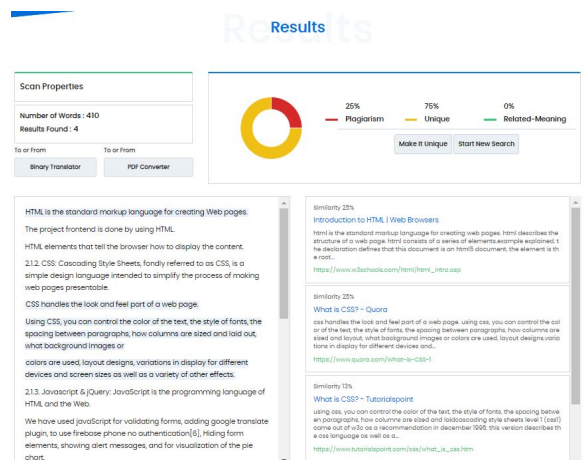 Results
Scan Properties
Number of Words : 410
Results Found : 4
To or From
To or From
Binary Translator
PDF Converter
25%
Plagiarism
75%
Unique
0%
Related-Meaning
Make It Unique
Start New Search
HTML is the standard markup language for creating Web pages.
The project frontend is done by using HTML.
HTML elements that tell the browser how to display the content.
2.1.2. CSS: Cascading Style Sheets, fondly referred to as CSS, is a
simple design language intended to simplify the process of making
web pages presentable.
CSS handles the look and feel part of a web page.
Using CSS, you can control the color of the text, the style of fonts, the
spacing between paragraphs, how columns are sized and laid out,
what background images or
colors are used, layout designs, variations in display for different
devices and screen sizes as well as a variety of other effects.
2.1.3. Javascript & jQuery: JavaScript is the programming language of
HTML and the Web.
We have used javaScript for validating forms, adding google translate
plugin, to use firebase phone no authentication[6], Hiding form
elements, showing alert messages, and for visualization of the pie
chart.
Similarity 25%
Introduction to HTML | Web Browsers
html is the standard markup language for creating web pages; html describes the
structure of a web page. html consists of a series of elements.example explained. t
he declaration defines that this document is an html5 document. the element is th
e root...
https://www.w3schools.com/html/html_intro.asp
Similarity 25%
What is CSS? - Quora
css handles the look and feel part of a web page. using css, you can control the col
or of the text, the style of fonts, the spacing between paragraphs, how columns are
sized and layout, what background images or colors are used, layout designs,varia
tions in display for different devices and...
https://www.quora.com/What-is-CSS-1
Similarity 13%
What is CSS? - Tutorialspoint
using css, you can control the color of the text, the style of fonts, the spacing betwe
en paragraphs, how columns are sized and laidcascading style sheets level 1 (css1)
came out of w3c as a recommendation in december 1996. this version describes th
e css language as well as a...
https://www.tutorialspoint.com/css/what_is_css.htm